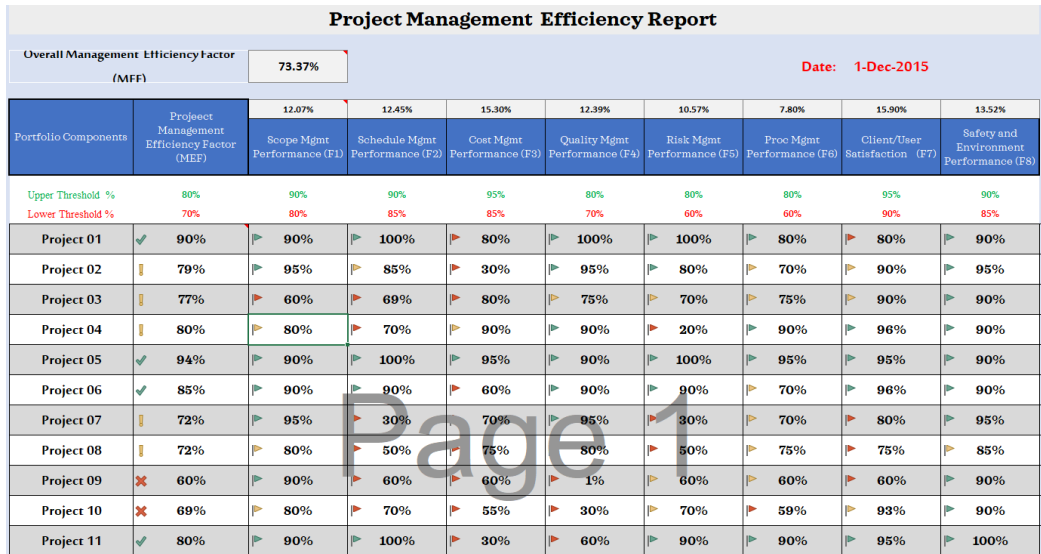 Project Management Efficiency Report
Overall Management Efficiency Factor
(MEF)
73.37%
Date: 1-Dec-2015
12.07% 12.45% 15.30% 12.39% 10.57% 7.80% 15.90% 13.52%
Portfolio Components
Projeect
Management
Efficiency Factor
(MEF)
Scope Mgmt
Performance (F1)
Schedule Mgmt
Performance (F2)
Cost Mgmt
Performance (F3)
Quality Mgmt
Performance (F4)
Risk Mgmt
Performance (F5)
Proc Mgmt
Performance (F6)
Client/User
Satisfaction (F7)
Safety and
Environment
Performance (F8)
Upper Threshold % 80% 90% 90% 95% 80% 80% 80% 95% 90%
Lower Threshold % 70% 80% 85% 85% 70% 60% 60% 90% 85%
Project 01 90% 90% 100% 80% 100% 100% 80% 80% 90%
Project 02 79% 95% 85% 30% 95% 80% 70% 90% 95%
Project 03 77% 60% 69% 80% 75% 70% 75% 90% 90%
Project 04 80% 80% 70% 90% 90% 20% 90% 96% 90%
Project 05 94% 90% 100% 95% 90% 100% 95% 95% 90%
Project 06 85% 90% 90% 60% 90% 90% 70% 96% 90%
Project 07 72% 95% 30% 70% 95% 30% 70% 80% 95%
Project 08 72% 80% 50% 75% 80% 50% 75% 75% 85%
Project 09 60% 90% 60% 60% 1% 60% 60% 60% 90%
Project 10 69% 80% 70% 55% 30% 70% 59% 93% 90%
Project 11 80% 90% 100% 30% 60% 90% 90% 95% 100%
Page 1